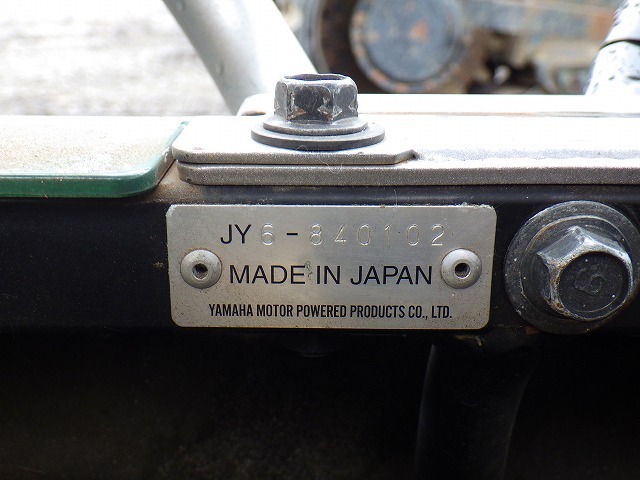 JY6-840102
MADE IN JAPAN
YAMAHA MOTOR POWERED PRODUCTS CO., LTD.